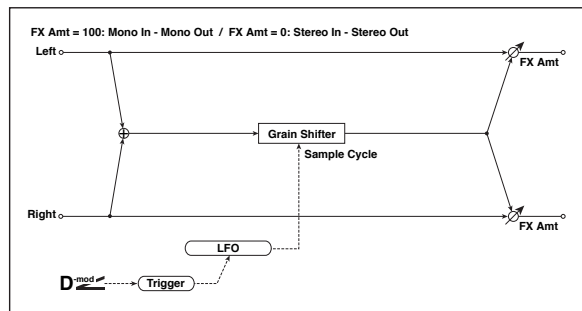 FX Amt = 100: Mono In - Mono Out / FX Amt = 0: Stereo In - Stereo Out
Left
FX Amt
Grain Shifter
Sample Cycle
Right
FX Amt
LFO
D-mod
Trigger